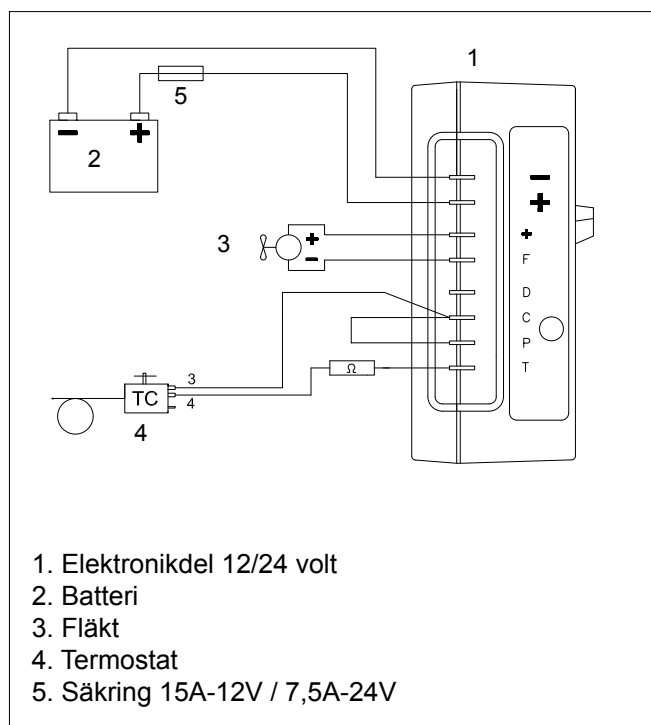 1
5
2
3
+
−
− +
−
+
+
F
D
C
P
T
Ω
3
4
TC
4
1. Elektronikdel 12/24 volt
2. Batteri
3. Fläkt
4. Termostat
5. Säkring 15A-12V / 7,5A-24V